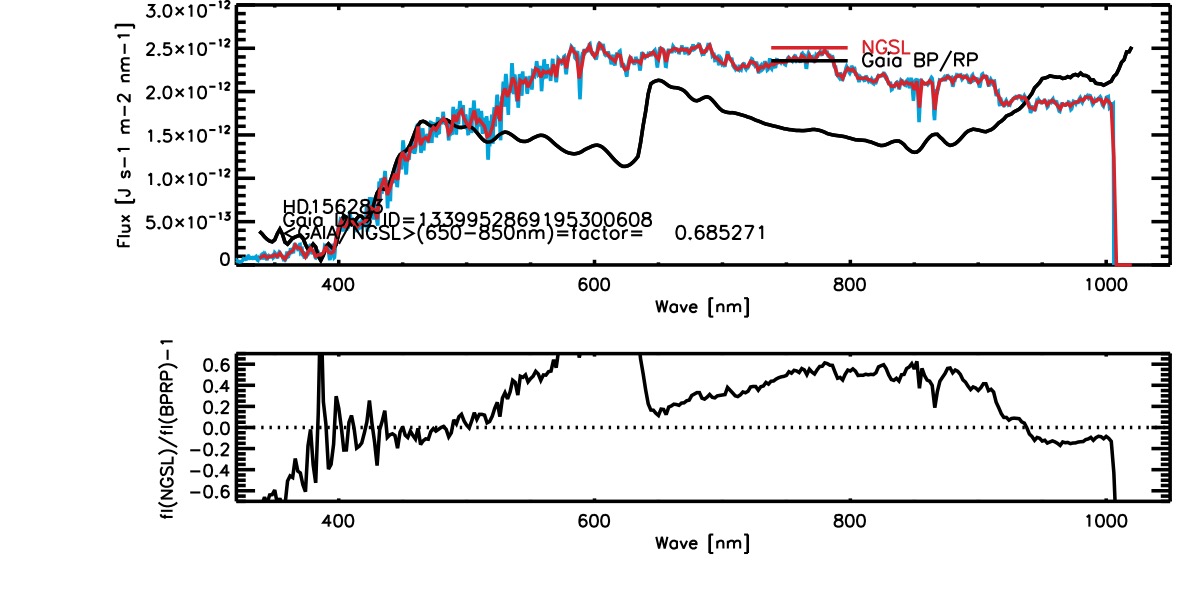 3.0×10⁻¹²
2.5×10⁻¹²
2.0×10⁻¹²
1.5×10⁻¹²
1.0×10⁻¹²
5.0×10⁻¹³
0
Flux [J s−1 m−2 nm−1]
NGSL
Gaia BP/RP
HD156283
Gaia DR3 ID=1339952869195300608
<GAIA/NGSL>(650−850nm)=factor= 0.685271
400 600 800 1000
Wave [nm]
0.6
0.4
0.2
0.0
−0.2
−0.4
−0.6
fl(NGSL)/fl(BPRP)−1
400 600 800 1000
Wave [nm]